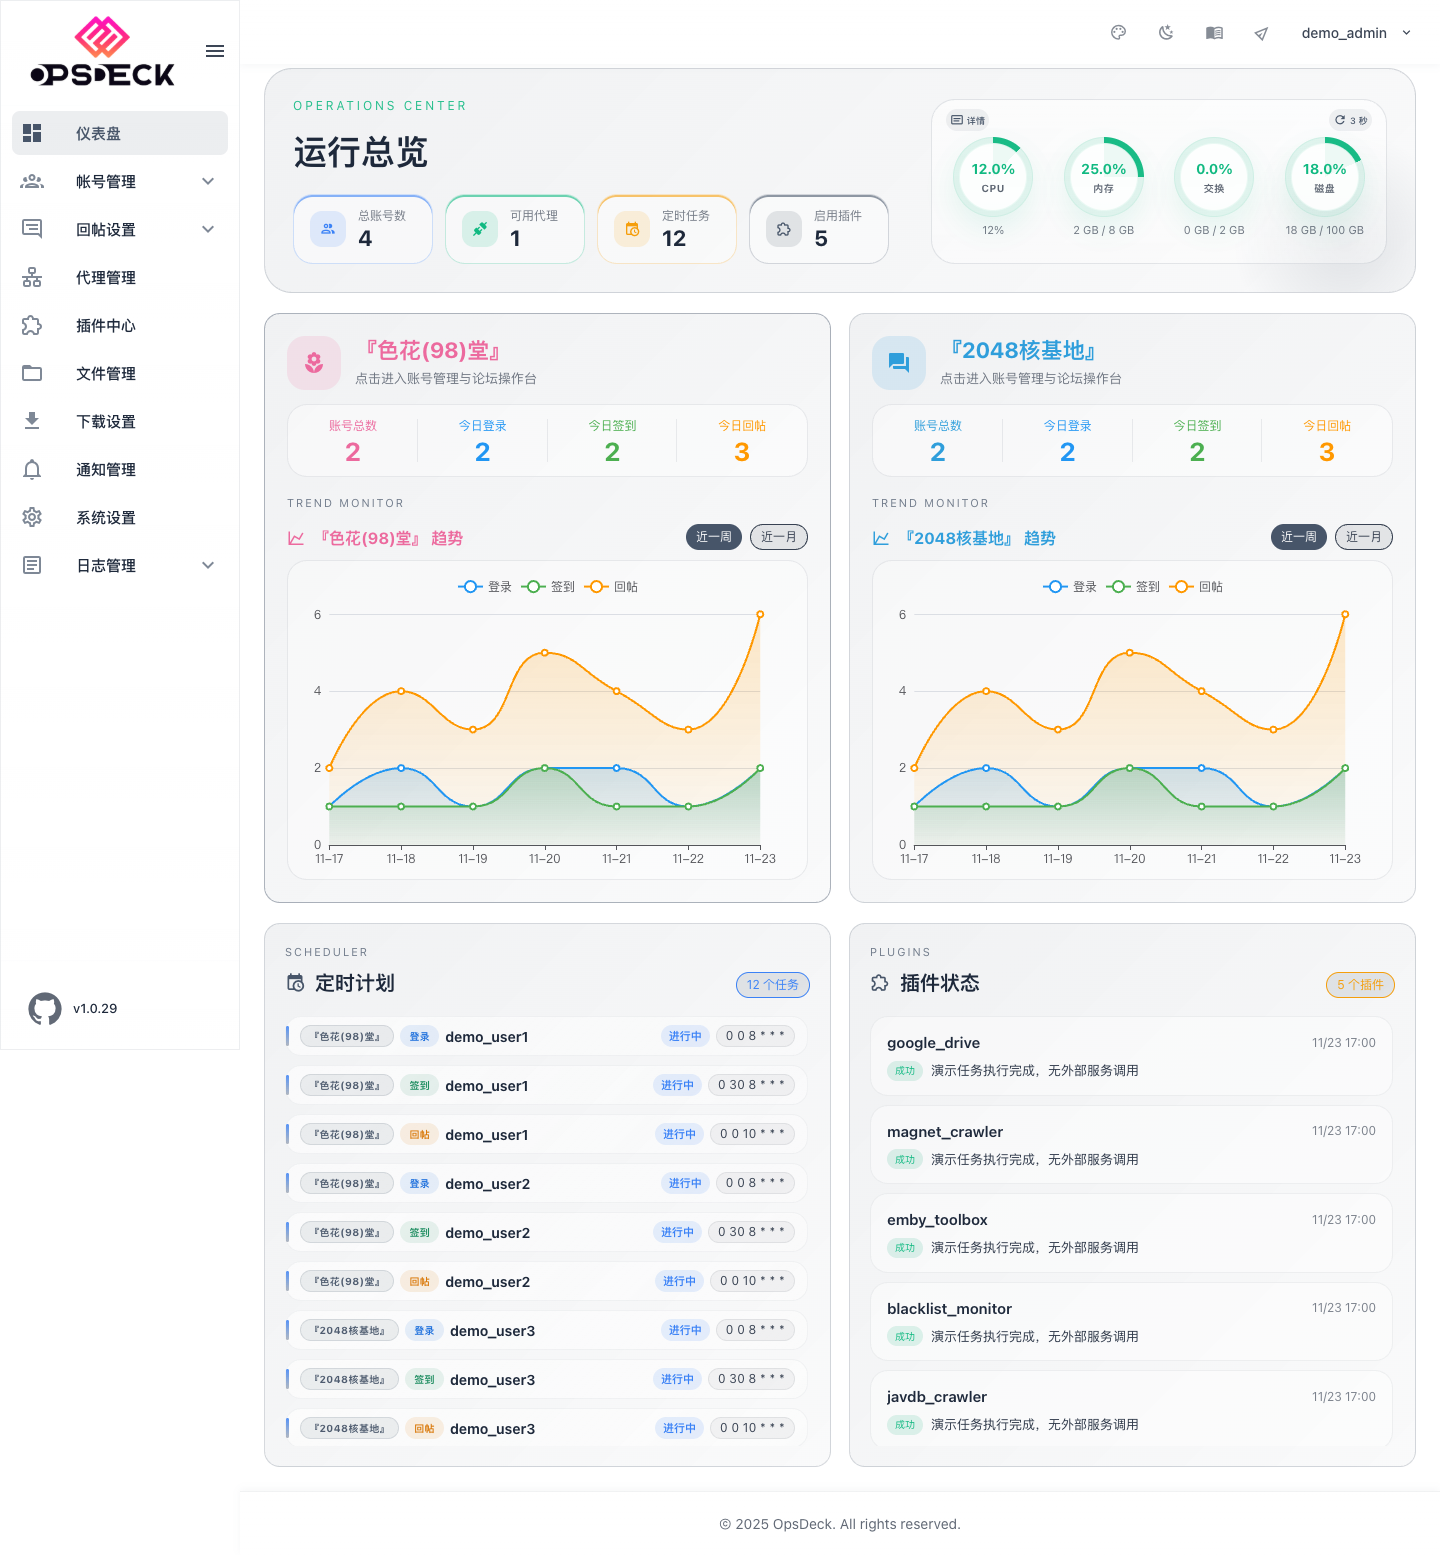 OPSDECK
仪表盘
帐号管理
回帖设置
代理管理
插件中心
文件管理
下载设置
通知管理
系统设置
日志管理
v1.0.29
demo_admin
OPERATIONS CENTER
运行总览
总账号数
4
可用代理
1
定时任务
12
启用插件
5
详情
3 秒
12.0%
CPU
12%
25.0%
内存
2 GB / 8 GB
0.0%
交换
0 GB / 2 GB
18.0%
磁盘
18 GB / 100 GB
『色花(98)堂』
点击进入账号管理与论坛操作台
账号总数
2
今日登录
2
今日签到
2
今日回帖
3
TREND MONITOR
『色花(98)堂』 趋势
近一周
近一月
登录 签到 回帖
6
4
2
0
11-17 11-18 11-19 11-20 11-21 11-22 11-23
『2048核基地』
点击进入账号管理与论坛操作台
账号总数
2
今日登录
2
今日签到
2
今日回帖
3
TREND MONITOR
『2048核基地』 趋势
近一周
近一月
登录 签到 回帖
6
4
2
0
11-17 11-18 11-19 11-20 11-21 11-22 11-23
SCHEDULER
定时计划
12 个任务
『色花(98)堂』 登录 demo_user1 进行中 0 0 8 * * *
『色花(98)堂』 签到 demo_user1 进行中 0 30 8 * * *
『色花(98)堂』 回帖 demo_user1 进行中 0 0 10 * * *
『色花(98)堂』 登录 demo_user2 进行中 0 0 8 * * *
『色花(98)堂』 签到 demo_user2 进行中 0 30 8 * * *
『色花(98)堂』 回帖 demo_user2 进行中 0 0 10 * * *
『2048核基地』 登录 demo_user3 进行中 0 0 8 * * *
『2048核基地』 签到 demo_user3 进行中 0 30 8 * * *
『2048核基地』 回帖 demo_user3 进行中 0 0 10 * * *
PLUGINS
插件状态
5 个插件
google_drive 11/23 17:00
成功 演示任务执行完成，无外部服务调用
magnet_crawler 11/23 17:00
成功 演示任务执行完成，无外部服务调用
emby_toolbox 11/23 17:00
成功 演示任务执行完成，无外部服务调用
blacklist_monitor 11/23 17:00
成功 演示任务执行完成，无外部服务调用
javdb_crawler 11/23 17:00
成功 演示任务执行完成，无外部服务调用
© 2025 OpsDeck. All rights reserved.